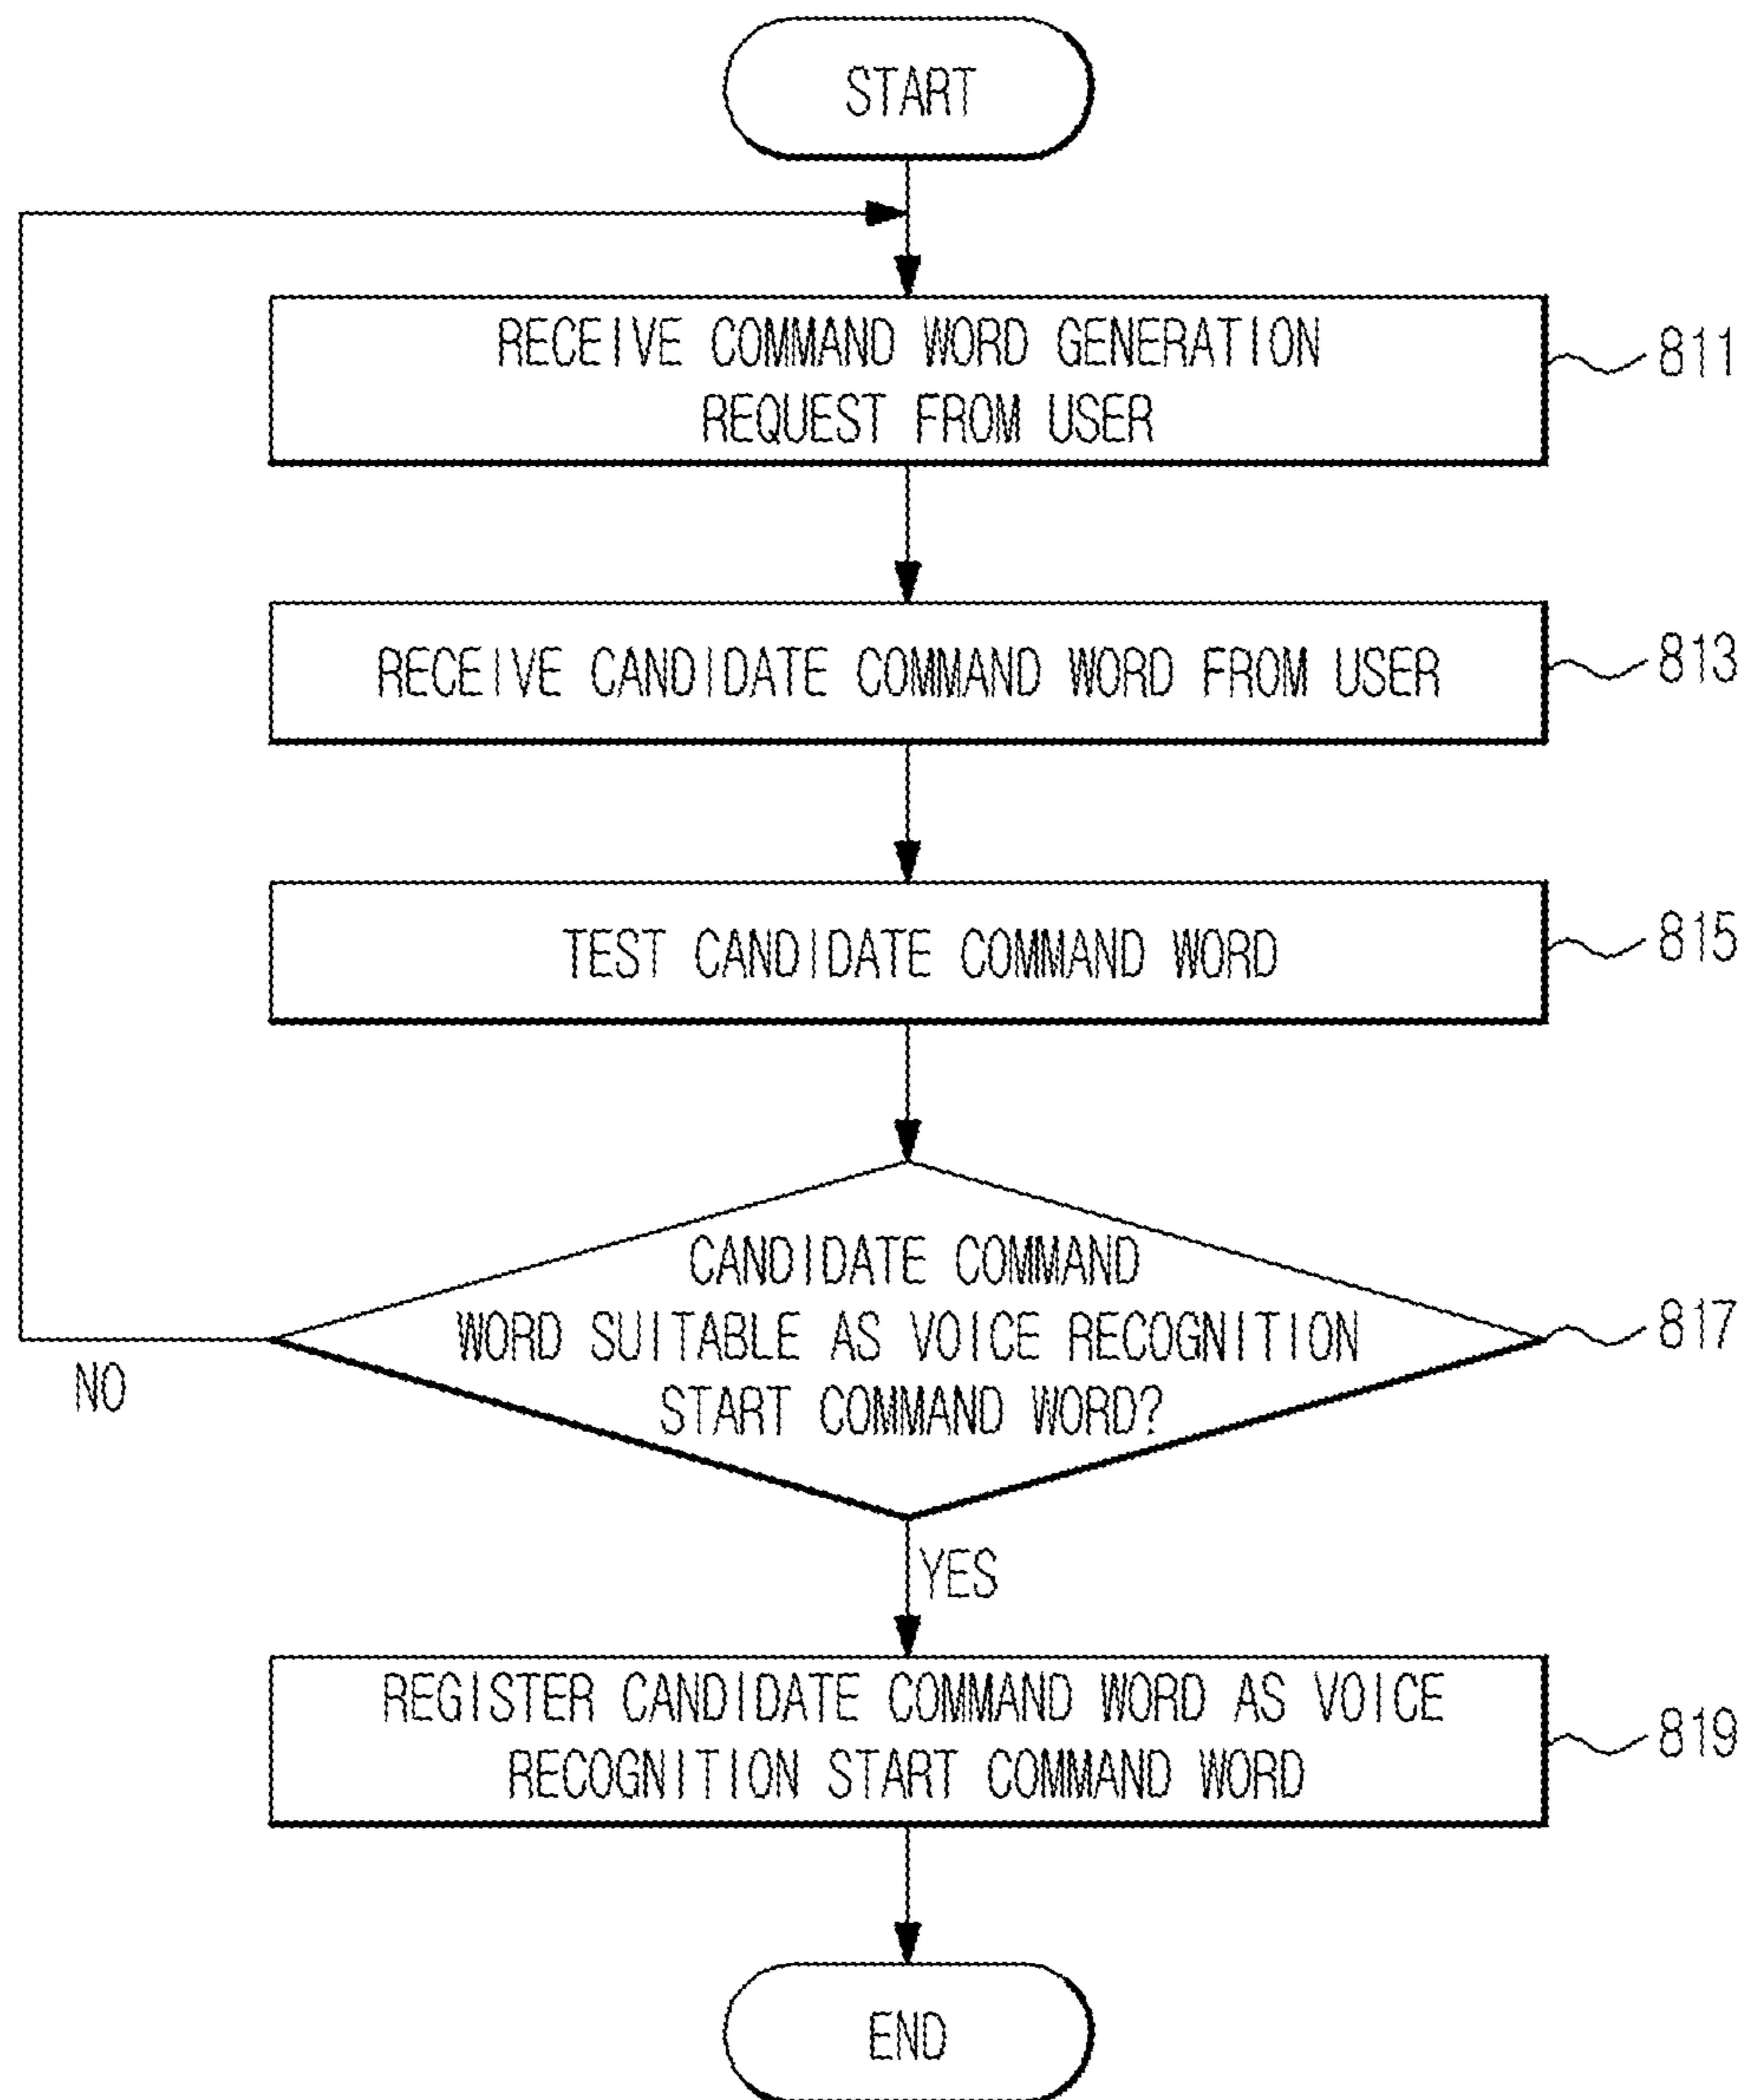 START
RECEIVE COMMAND WORD GENERATION
REQUEST FROM USER
811
RECEIVE CANDIDATE COMMAND WORD FROM USER
813
TEST CANDIDATE COMMAND WORD
815
CANDIDATE COMMAND
WORD SUITABLE AS VOICE RECOGNITION
START COMMAND WORD?
817
NO
YES
REGISTER CANDIDATE COMMAND WORD AS VOICE
RECOGNITION START COMMAND WORD
819
END